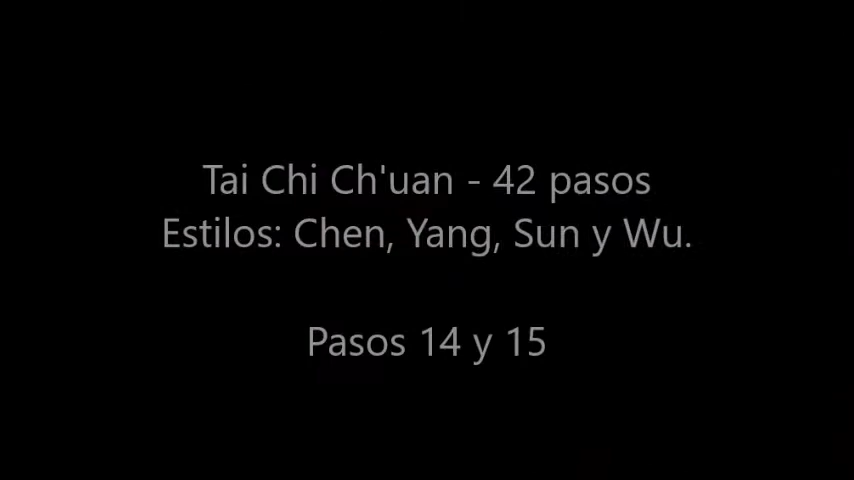 Tai Chi Ch'uan - 42 pasos
Estilos: Chen, Yang, Sun y Wu.
Pasos 14 y 15